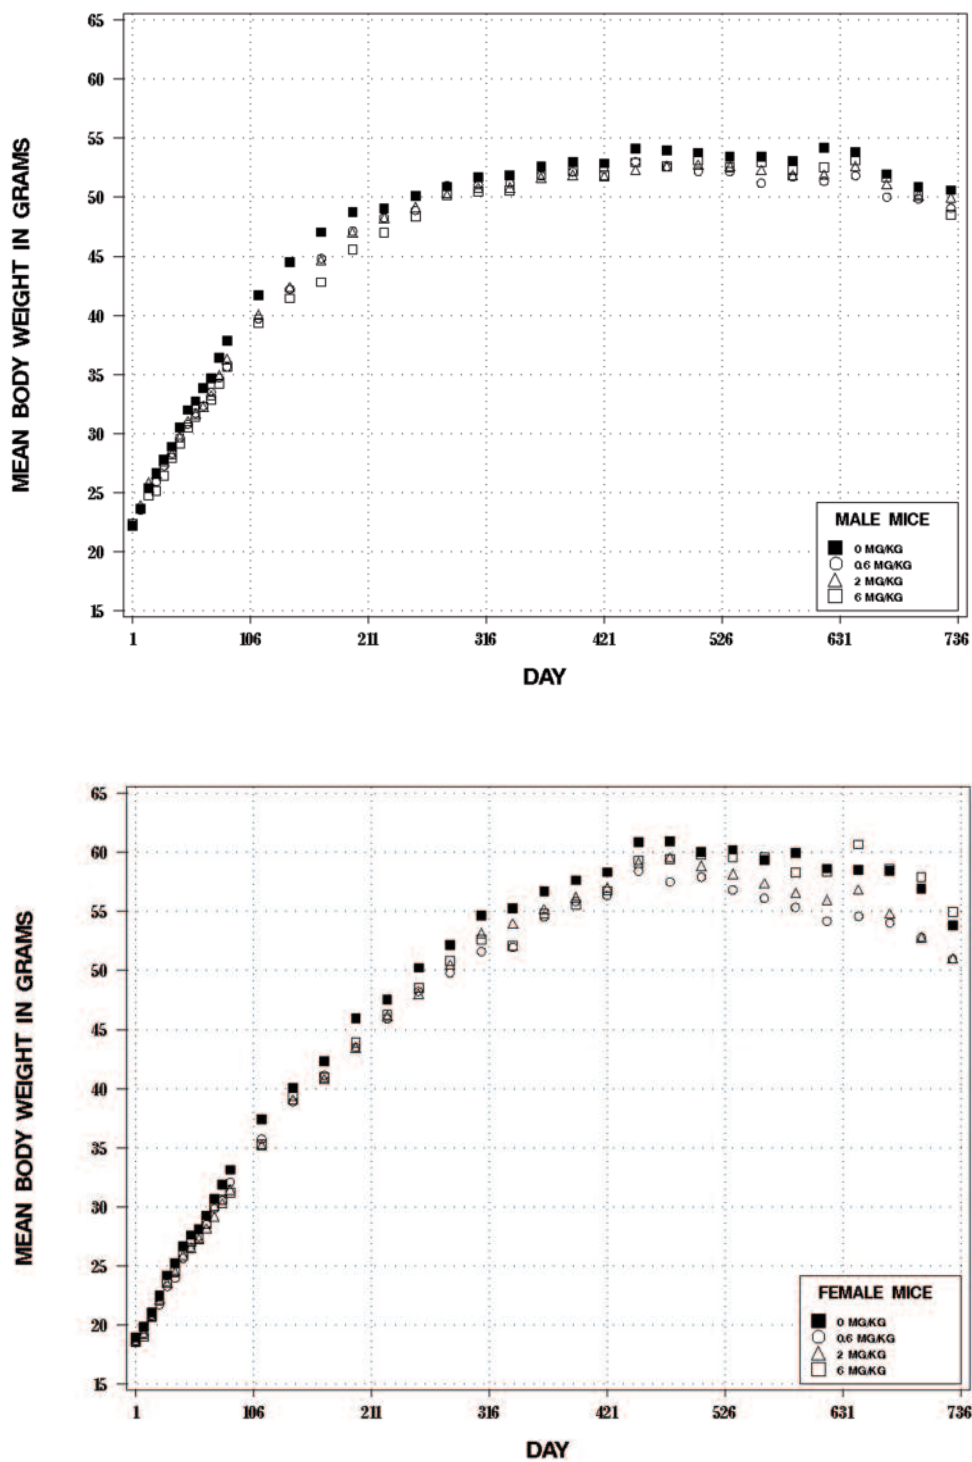 65
60
55
50
45
40
35
30
25
20
15
MEAN BODY WEIGHT IN GRAMS
MALE MICE
0 MG/KG
0.6 MG/KG
2 MG/KG
6 MG/KG
1 106 211 316 421 526 631 736
DAY
65
60
55
50
45
40
35
30
25
20
15
MEAN BODY WEIGHT IN GRAMS
FEMALE MICE
0 MG/KG
0.6 MG/KG
2 MG/KG
6 MG/KG
1 106 211 316 421 526 631 736
DAY